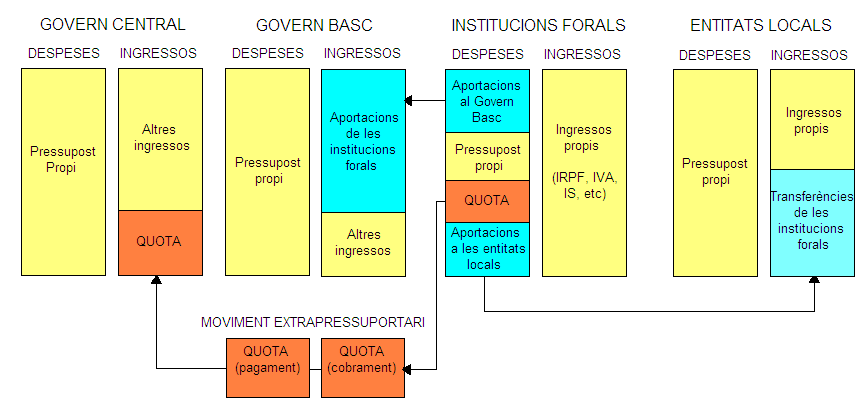 GOVERN CENTRAL
GOVERN BASC
INSTITUCIONS FORALS
ENTITATS LOCALS
DESPESES
INGRESSOS
DESPESES
INGRESSOS
DESPESES
INGRESSOS
DESPESES
INGRESSOS
Pressupost
Propi
Altres
ingressos
QUOTA
Pressupost
propi
Aportacions
de les
institucions
forals
Altres
ingressos
Aportacions
al Govern
Basc
Pressupost
propi
QUOTA
Aportacions
a les entitats
locals
Ingressos
propis
(IRPF, IVA,
IS, etc)
Pressupost
propi
Ingressos
propis
Transferències
de les
institucions
forals
MOVIMENT EXTRAPRESSUPORTARI
QUOTA
(pagament)
QUOTA
(cobrament)